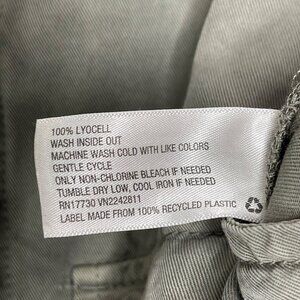 100% LYOCELL
WASH INSIDE OUT
MACHINE WASH COLD WITH LIKE COLORS
GENTLE CYCLE
ONLY NON-CHLORINE BLEACH IF NEEDED
TUMBLE DRY LOW, COOL IRON IF NEEDED
RN17730 VN2242811
LABEL MADE FROM 100% RECYCLED PLASTIC